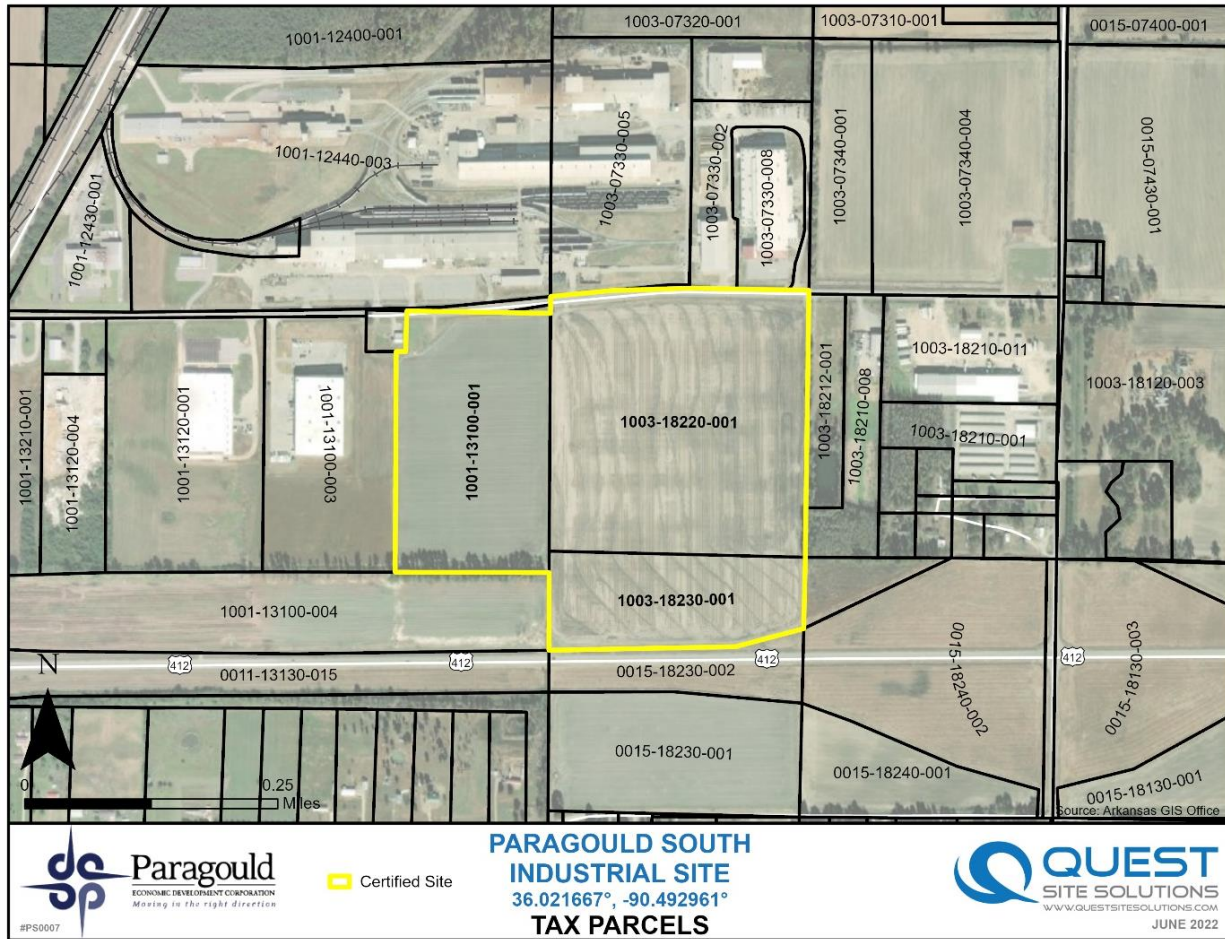 1003-07320-001
1003-07310-001
0015-07400-001
1001-12400-001
1001-12440-003
1001-12430-001
1003-07330-005
1003-07330-002
1003-07330-008
1003-07340-001
1003-07340-004
0015-07430-001
1001-13210-001
1001-13120-004
1001-13120-001
1001-13100-003
1001-13100-001
1003-18220-001
1003-18212-001
1003-18210-008
1003-18210-011
1003-18210-001
1003-18120-003
1001-13100-004
1003-18230-001
0015-18240-002
0015-18130-003
N
412
412
412
412
0011-13130-015
0015-18230-002
0015-18230-001
0015-18240-001
0015-18130-001
0
0.25
Miles
Source: Arkansas GIS Office
Paragould
ECONOMIC DEVELOPMENT CORPORATION
Moving in the right direction
#PS0007
Certified Site
PARAGOULD SOUTH
INDUSTRIAL SITE
36.021667°, -90.492961°
TAX PARCELS
QUEST
SITE SOLUTIONS
WWW.QUESTSITESOLUTIONS.COM
JUNE 2022